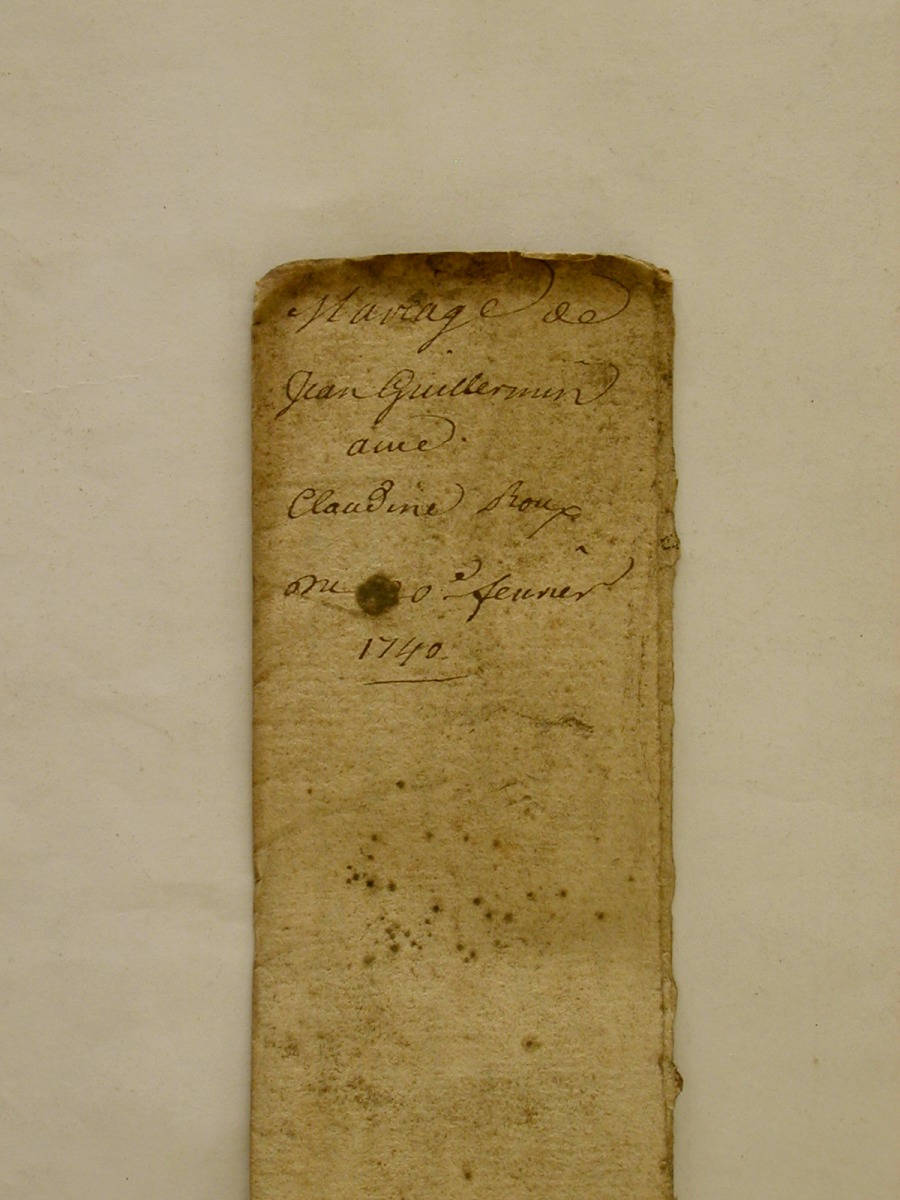 Mariage de
Jean Guillermin
avec
Claudine Roux
Du fevrier
1740